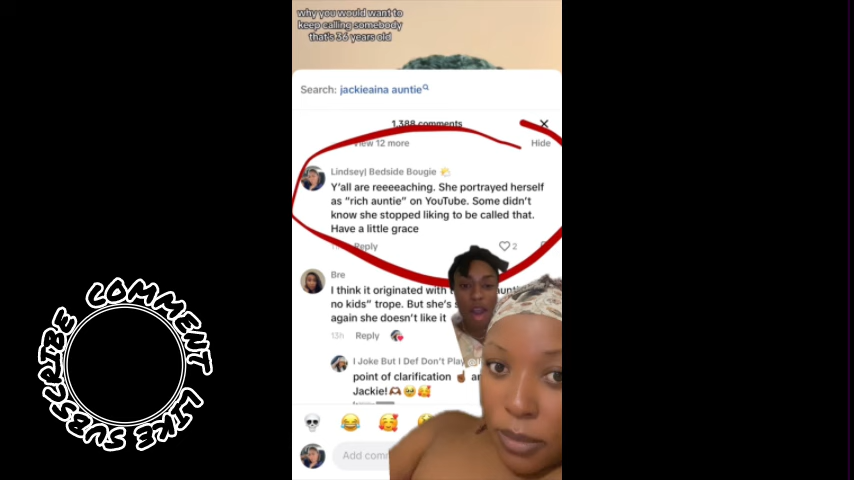 why you would want to
keep calling somebody
that's 36 years old
Search: jackieaina auntie
1,388 comments
View 12 more
Hide
Lindsey| Bedside Bougie
Y'all are reeeeaching. She portrayed herself
as "rich auntie" on YouTube. Some didn't
know she stopped liking to be called that.
Have a little grace
Reply
2
Bre
I think it originated with
no kids" trope. But she's
again she doesn't like it
13h Reply
I Joke But I Def Don't Play
point of clarification ☝🏾
Jackie!🫶🏾🥹🥰
💀 😂 🥰
Add
COMMENT
LIKE
SUBSCRIBE